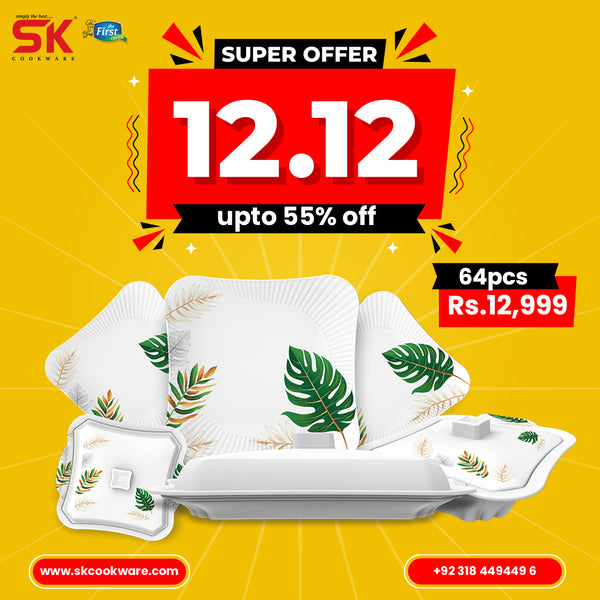 simply the best....
SK®
COOKWARE
the
First
SUPER OFFER
12.12
upto 55% off
64pcs
Rs.12,999
www.skcookware.com
+92 318 449449 6